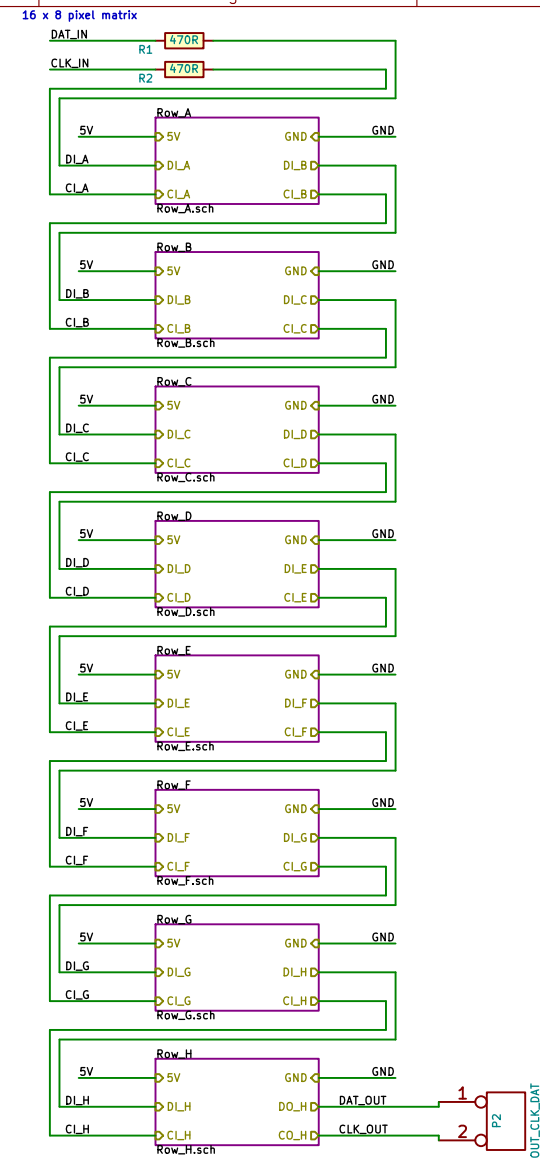 16 x 8 pixel matrix
DAT_IN
R1
470R
CLK_IN
R2
470R
Row_A
5V
5V
GND
GND
DI_A
DI_A
DI_B
CI_A
CI_A
CI_B
Row_A.sch
Row_B
5V
5V
GND
GND
DI_B
DI_B
DI_C
CI_B
CI_B
CI_C
Row_B.sch
Row_C
5V
5V
GND
GND
DI_C
DI_C
DI_D
CI_C
CI_C
CI_D
Row_C.sch
Row_D
5V
5V
GND
GND
DI_D
DI_D
DI_E
CI_D
CI_D
CI_E
Row_D.sch
Row_E
5V
5V
GND
GND
DI_E
DI_E
DI_F
CI_E
CI_E
CI_F
Row_E.sch
Row_F
5V
5V
GND
GND
DI_F
DI_F
DI_G
CI_F
CI_F
CI_G
Row_F.sch
Row_G
5V
5V
GND
GND
DI_G
DI_G
DI_H
CI_G
CI_G
CI_H
Row_G.sch
Row_H
5V
5V
GND
GND
DI_H
DI_H
DO_H
DAT_OUT
1
CI_H
CI_H
CO_H
CLK_OUT
2
Row_H.sch
P2
OUT_CLK_DAT